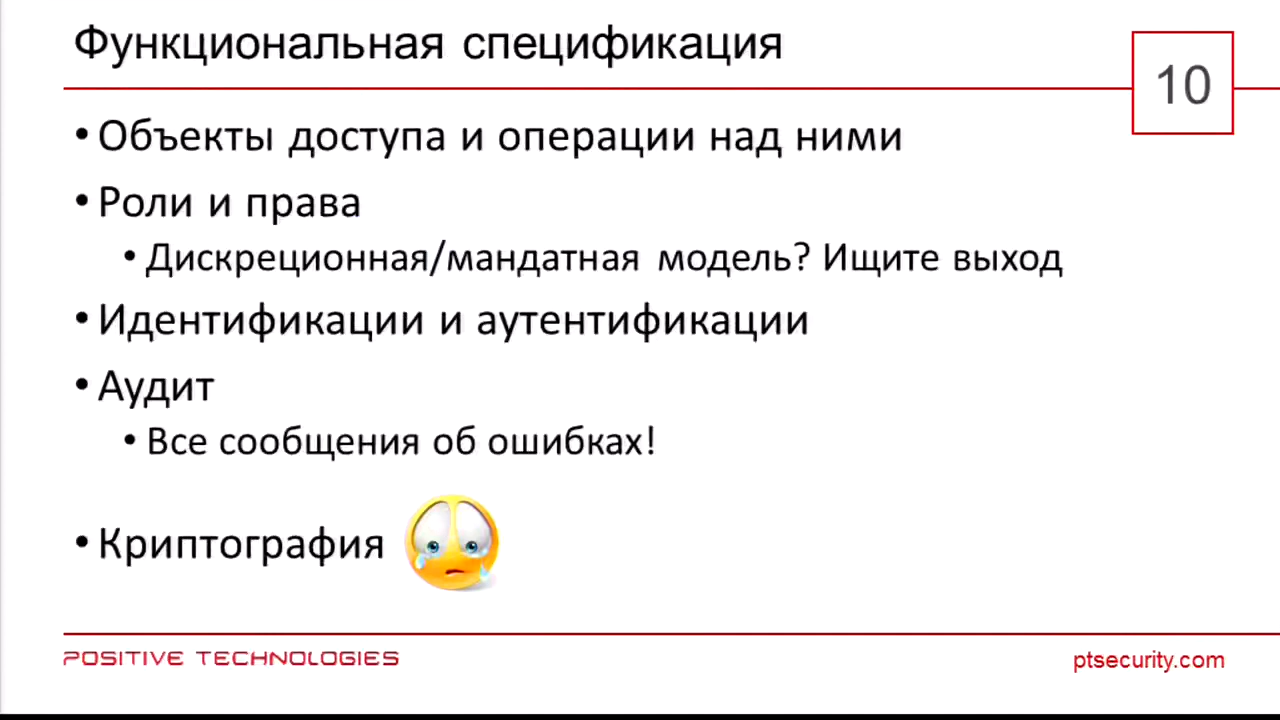 Функциональная спецификация
10
• Объекты доступа и операции над ними
• Роли и права
• Дискреционная/мандатная модель? Ищите выход
• Идентификации и аутентификации
• Аудит
• Все сообщения об ошибках!
• Криптография
POSITIVE TECHNOLOGIES
ptsecurity.com